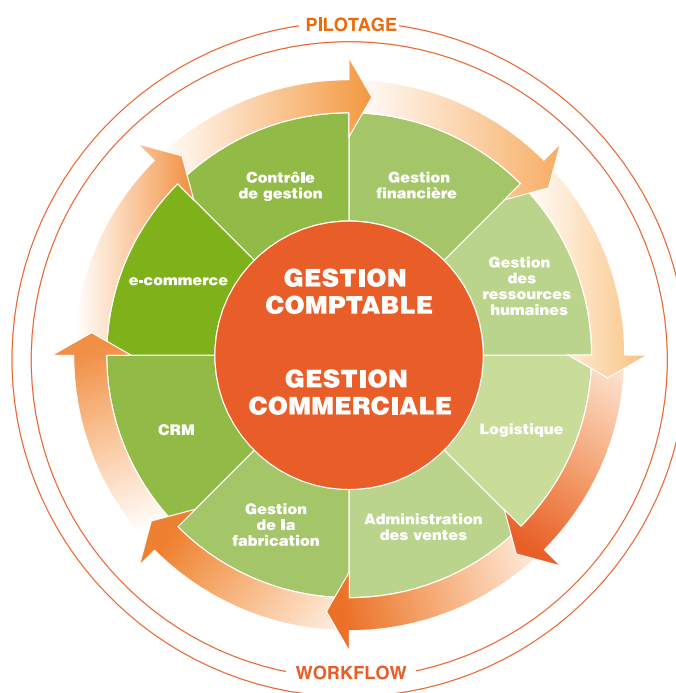 PILOTAGE
Contrôle
de gestion
Gestion
financière
e-commerce
Gestion
des
ressources
humaines
GESTION
COMPTABLE
GESTION
COMMERCIALE
CRM
Logistique
Gestion
de la
fabrication
Administration
des ventes
WORKFLOW